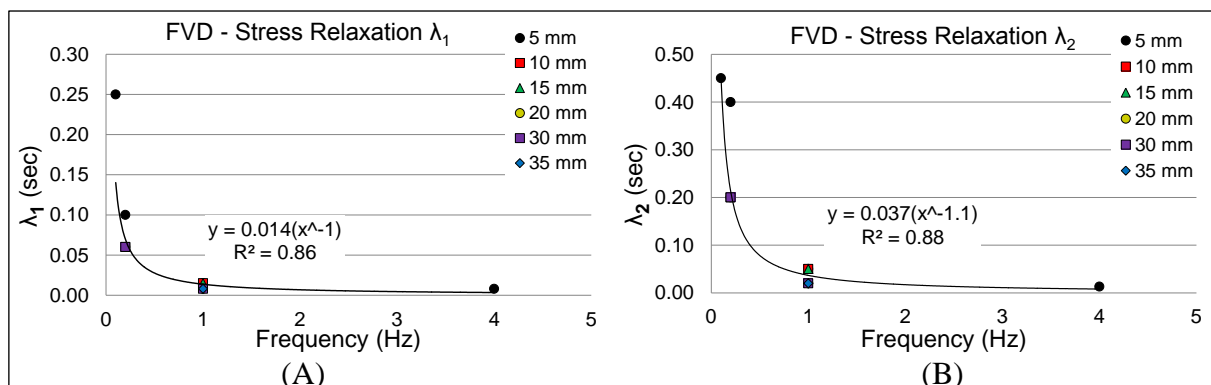 FVD - Stress Relaxation λ1
0.30
0.25
0.20
0.15
0.10
0.05
0.00
λ1 (sec)
0 1 2 3 4 5
Frequency (Hz)
y = 0.014(x^-1)
R² = 0.86
5 mm
10 mm
15 mm
20 mm
30 mm
35 mm
(A)
FVD - Stress Relaxation λ2
0.50
0.40
0.30
0.20
0.10
0.00
λ2 (sec)
0 1 2 3 4 5
Frequency (Hz)
y = 0.037(x^-1.1)
R² = 0.88
5 mm
10 mm
15 mm
20 mm
30 mm
35 mm
(B)